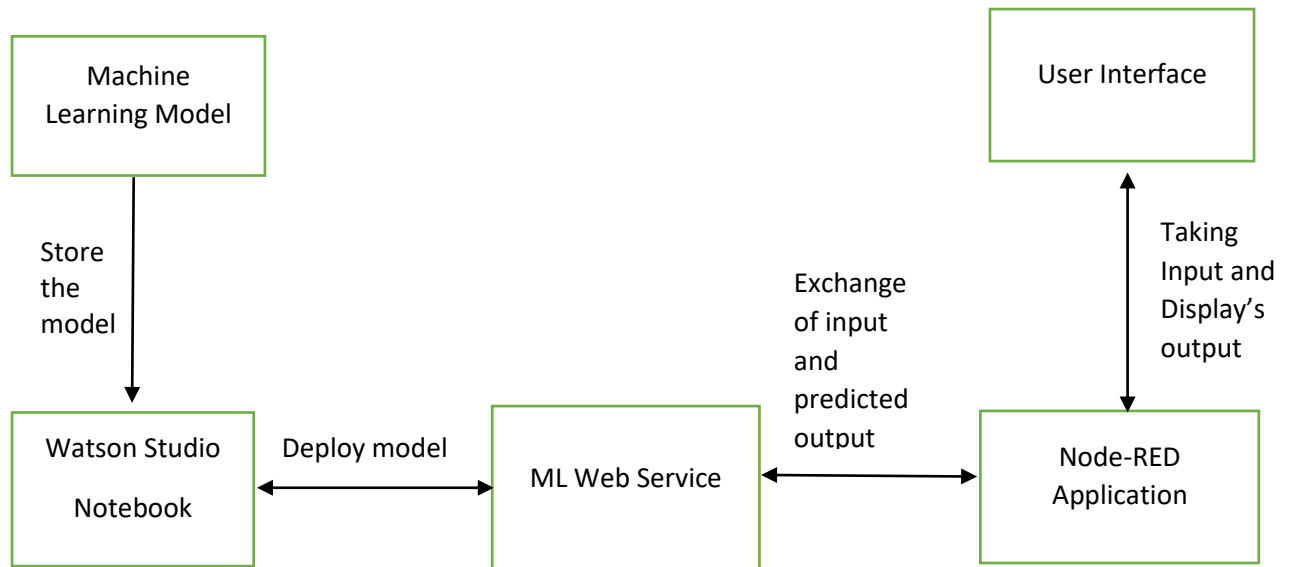 Machine
Learning Model
User Interface
Store
the
model
Taking
Input and
Display’s
output
Exchange
of input
and
predicted
output
Watson Studio
Notebook
Deploy model
ML Web Service
Node-RED
Application